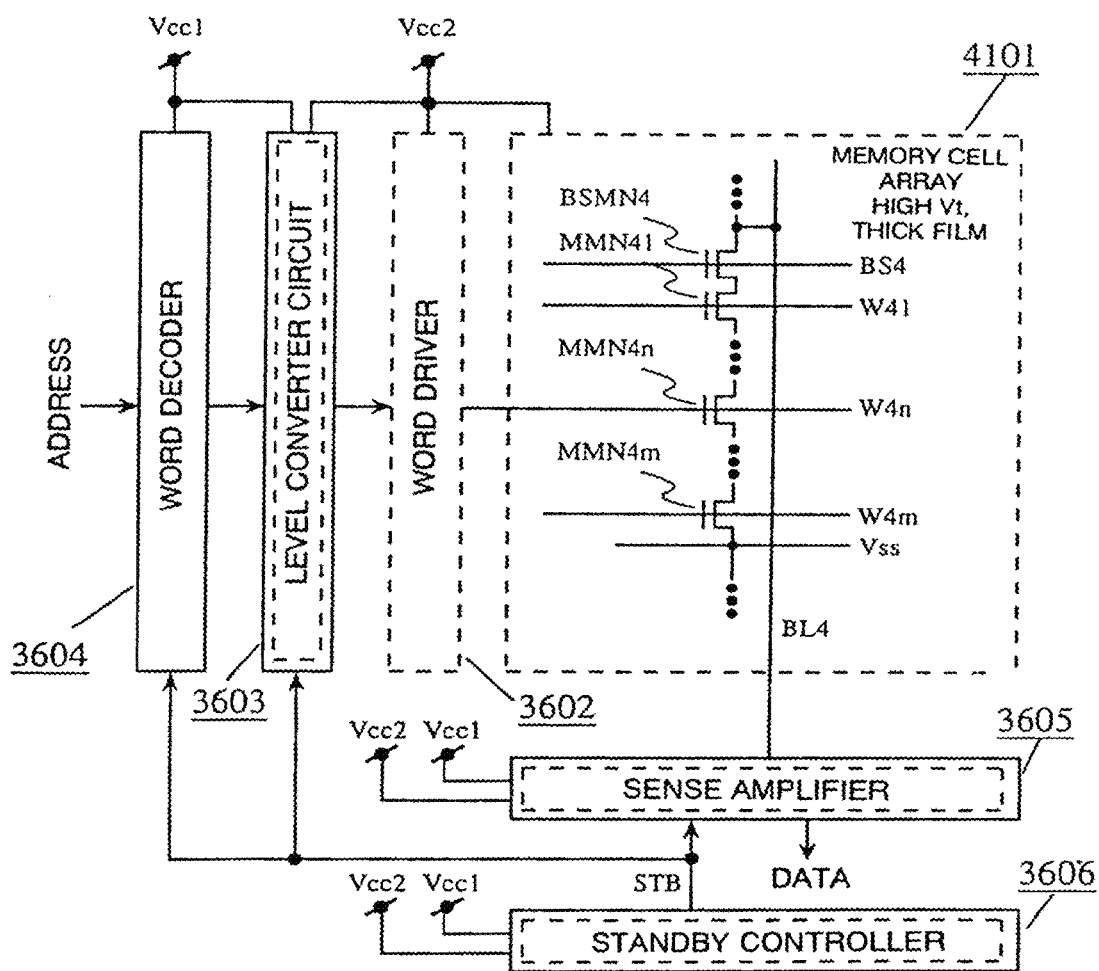 Vcc1
Vcc2
4101
MEMORY CELL
ARRAY
HIGH Vt,
THICK FILM
BSMN4
MMN41
BS4
W41
MMN4n
W4n
MMN4m
W4m
Vss
BL4
ADDRESS
WORD DECODER
LEVEL CONVERTER CIRCUIT
WORD DRIVER
3604
3603
3602
Vcc2
Vcc1
3605
SENSE AMPLIFIER
STB
DATA
Vcc2
Vcc1
3606
STANDBY CONTROLLER